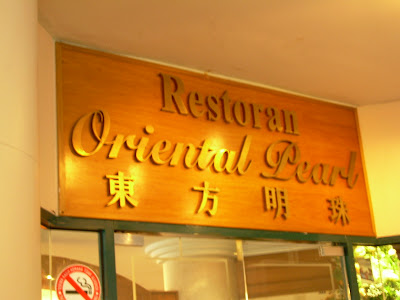 Restoran
Oriental Pearl
東方明珠